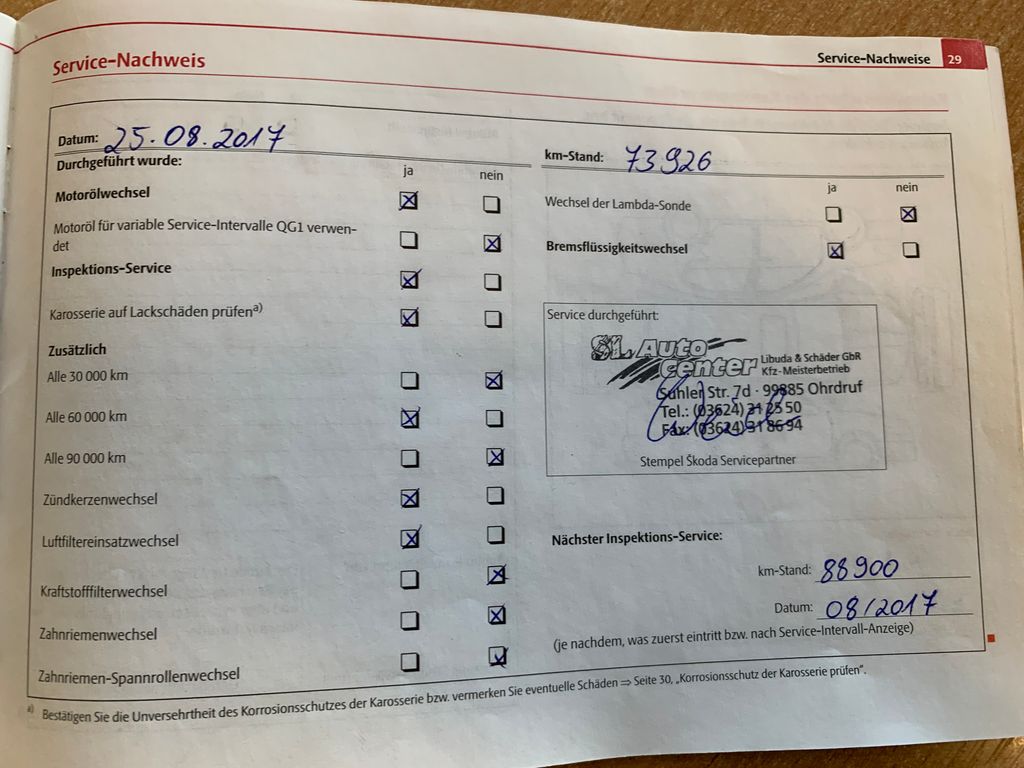 Service-Nachweise 29
Service-Nachweis
Datum: 25.08.2017
Durchgeführt wurde:
ja nein
Motorölwechsel
Motoröl für variable Service-Intervalle QG1 verwen-
det
Inspektions-Service
Karosserie auf Lackschäden prüfen a)
Zusätzlich
Alle 30 000 km
Alle 60 000 km
Alle 90 000 km
Zündkerzenwechsel
Luftfiltereinsatzwechsel
Kraftstofffilterwechsel
Zahnriemenwechsel
Zahnriemen-Spannrollenwechsel
km-Stand: 73926
ja nein
Wechsel der Lambda-Sonde
Bremsflüssigkeitswechsel
Service durchgeführt:
SL Auto
Center
Libuda & Schäder GbR
Kfz-Meisterbetrieb
Suhler Str. 7d · 99885 Ohrdruf
Tel.: (03624) 31 25 50
Fax: (03624) 31 86 94
Stempel Škoda Servicepartner
Nächster Inspektions-Service:
km-Stand: 88900
Datum: 08/2017
(je nachdem, was zuerst eintritt bzw. nach Service-Intervall-Anzeige)
a) Bestätigen Sie die Unversehrtheit des Korrosionsschutzes der Karosserie bzw. vermerken Sie eventuelle Schäden ⇒ Seite 30, „Korrosionsschutz der Karosserie prüfen".